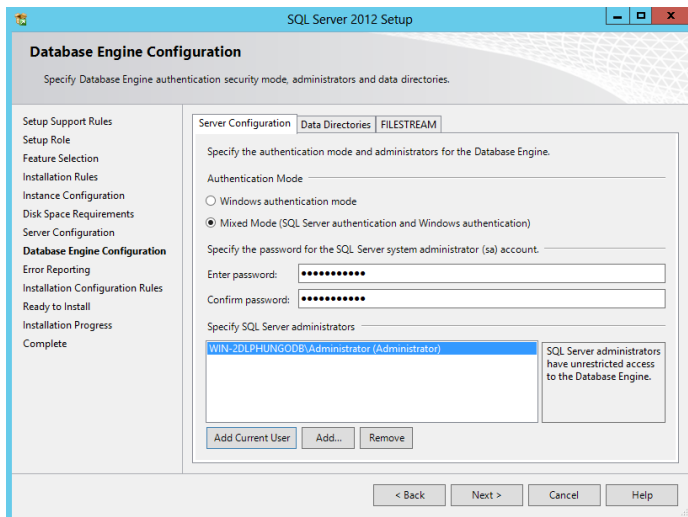 SQL Server 2012 Setup
Database Engine Configuration
Specify Database Engine authentication security mode, administrators and data directories.
Setup Support Rules
Setup Role
Feature Selection
Installation Rules
Instance Configuration
Disk Space Requirements
Server Configuration
Database Engine Configuration
Error Reporting
Installation Configuration Rules
Ready to Install
Installation Progress
Complete
Server Configuration
Data Directories
FILESTREAM
Specify the authentication mode and administrators for the Database Engine.
Authentication Mode
Windows authentication mode
Mixed Mode (SQL Server authentication and Windows authentication)
Specify the password for the SQL Server system administrator (sa) account.
Enter password: ●●●●●●●●●●●
Confirm password: ●●●●●●●●●●●
Specify SQL Server administrators
WIN-2DLPHUNGODB\Administrator (Administrator)
SQL Server administrators
have unrestricted access
to the Database Engine.
Add Current User
Add...
Remove
< Back
Next >
Cancel
Help